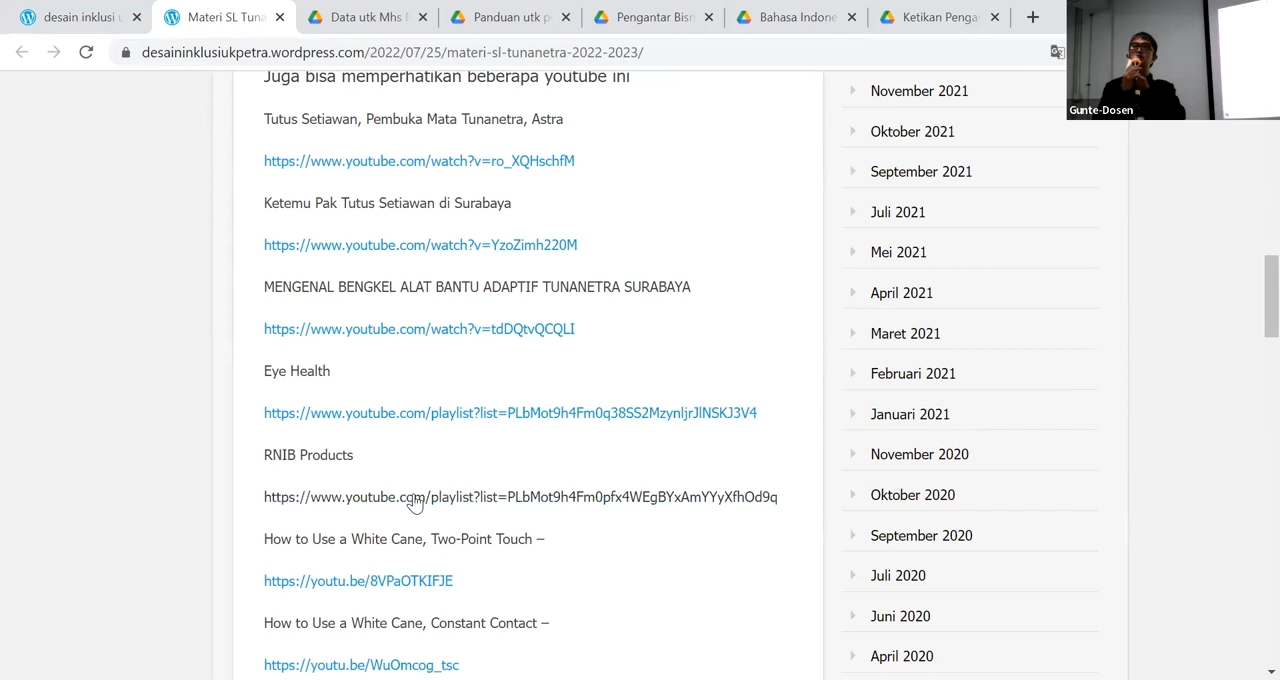 desain inklusi u
Materi SL Tuna
Data utk Mhs
Panduan utk p
Pengantar Bisn
Bahasa Indone
Ketikan Penga
desaininklusiukpetra.wordpress.com/2022/07/25/materi-sl-tunanetra-2022-2023/
Gunte-Dosen
Juga bisa memperhatikan beberapa youtube ini
Tutus Setiawan, Pembuka Mata Tunanetra, Astra
https://www.youtube.com/watch?v=ro_XQHschfM
Ketemu Pak Tutus Setiawan di Surabaya
https://www.youtube.com/watch?v=YzoZimh220M
MENGENAL BENGKEL ALAT BANTU ADAPTIF TUNANETRA SURABAYA
https://www.youtube.com/watch?v=tdDQtvQCQLI
Eye Health
https://www.youtube.com/playlist?list=PLbMot9h4Fm0q38SS2MzynljrJlNSKJ3V4
RNIB Products
https://www.youtube.com/playlist?list=PLbMot9h4Fm0pfx4WEgBYxAmYYyXfhOd9q
How to Use a White Cane, Two-Point Touch –
https://youtu.be/8VPaOTKIFJE
How to Use a White Cane, Constant Contact –
https://youtu.be/WuOmcog_tsc
November 2021
Oktober 2021
September 2021
Juli 2021
Mei 2021
April 2021
Maret 2021
Februari 2021
Januari 2021
November 2020
Oktober 2020
September 2020
Juli 2020
Juni 2020
April 2020